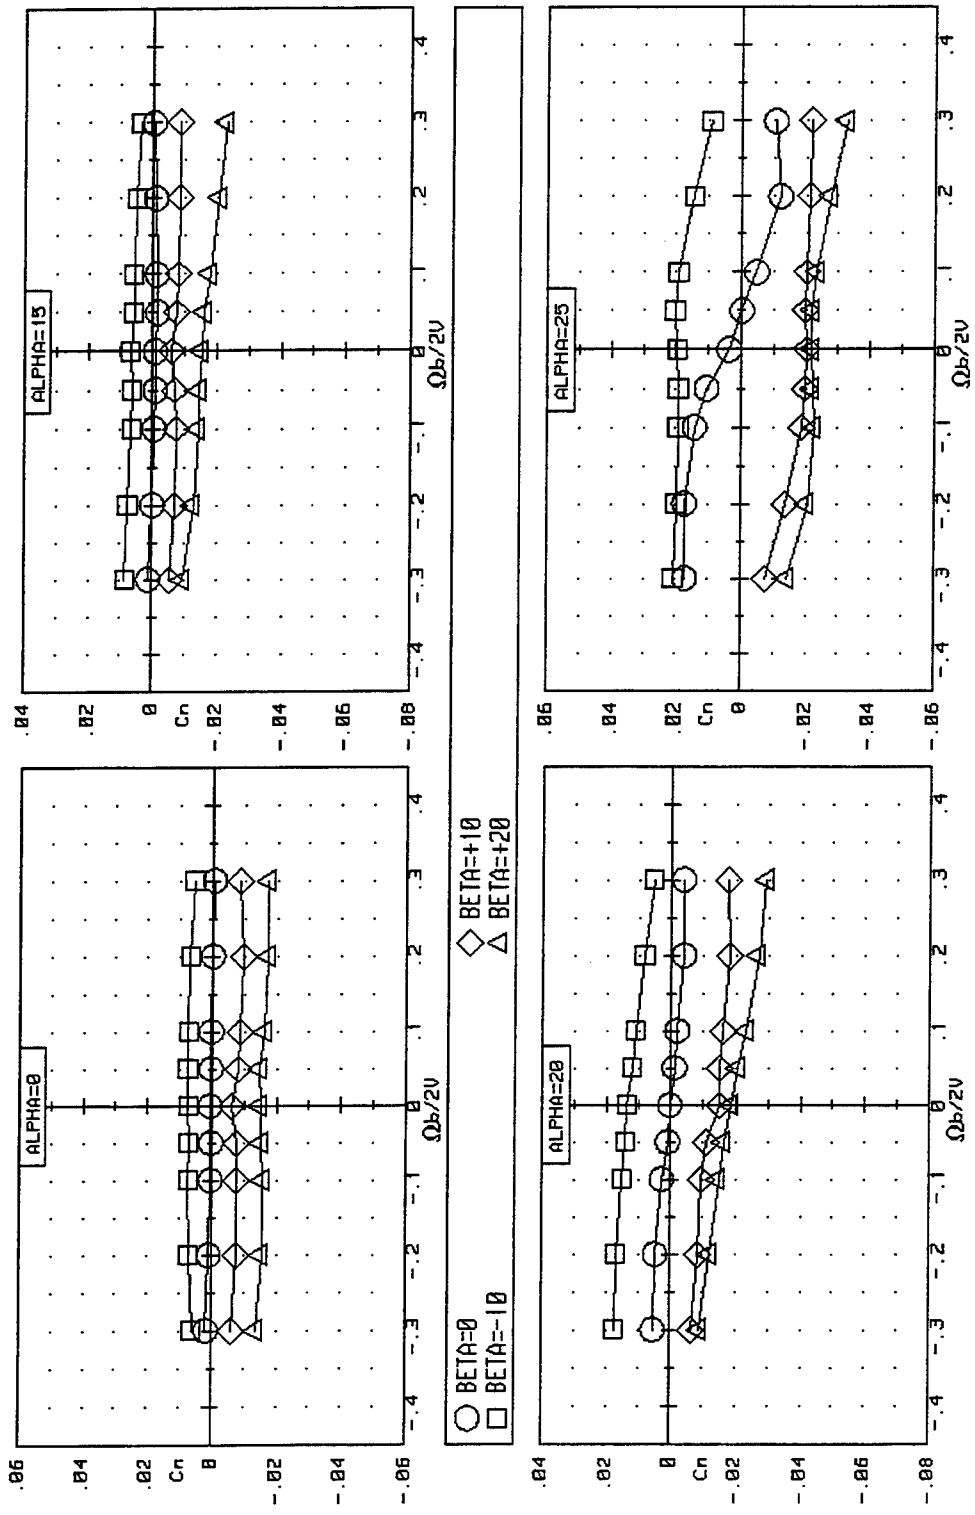 ALPHA=0
.06
.04
.02
Cn
0
-.02
-.04
-.06
-.4 -.3 -.2 -.1 0 .1 .2 .3 .4
Ωb/2V
ALPHA=15
.04
.02
0
Cn
-.02
-.04
-.06
-.08
-.4 -.3 -.2 -.1 0 .1 .2 .3 .4
Ωb/2V
BETA=0
BETA=-10
BETA=+10
BETA=+20
ALPHA=20
.04
.02
0
Cn
-.02
-.04
-.06
-.08
-.4 -.3 -.2 -.1 0 .1 .2 .3 .4
Ωb/2V
ALPHA=25
.06
.04
.02
Cn
0
-.02
-.04
-.06
-.4 -.3 -.2 -.1 0 .1 .2 .3 .4
Ωb/2V